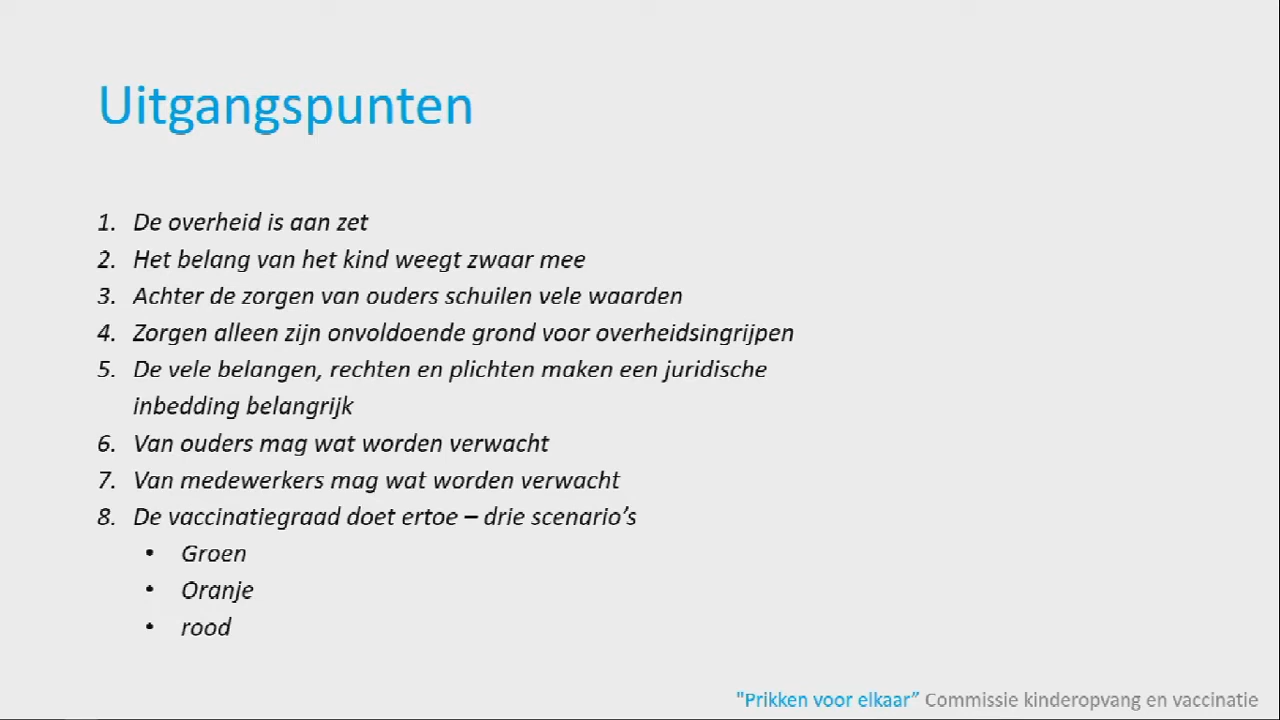 Uitgangspunten
1. De overheid is aan zet
2. Het belang van het kind weegt zwaar mee
3. Achter de zorgen van ouders schuilen vele waarden
4. Zorgen alleen zijn onvoldoende grond voor overheidsingrijpen
5. De vele belangen, rechten en plichten maken een juridische
inbedding belangrijk
6. Van ouders mag wat worden verwacht
7. Van medewerkers mag wat worden verwacht
8. De vaccinatiegraad doet ertoe – drie scenario’s
• Groen
• Oranje
• rood
"Prikken voor elkaar” Commissie kinderopvang en vaccinatie